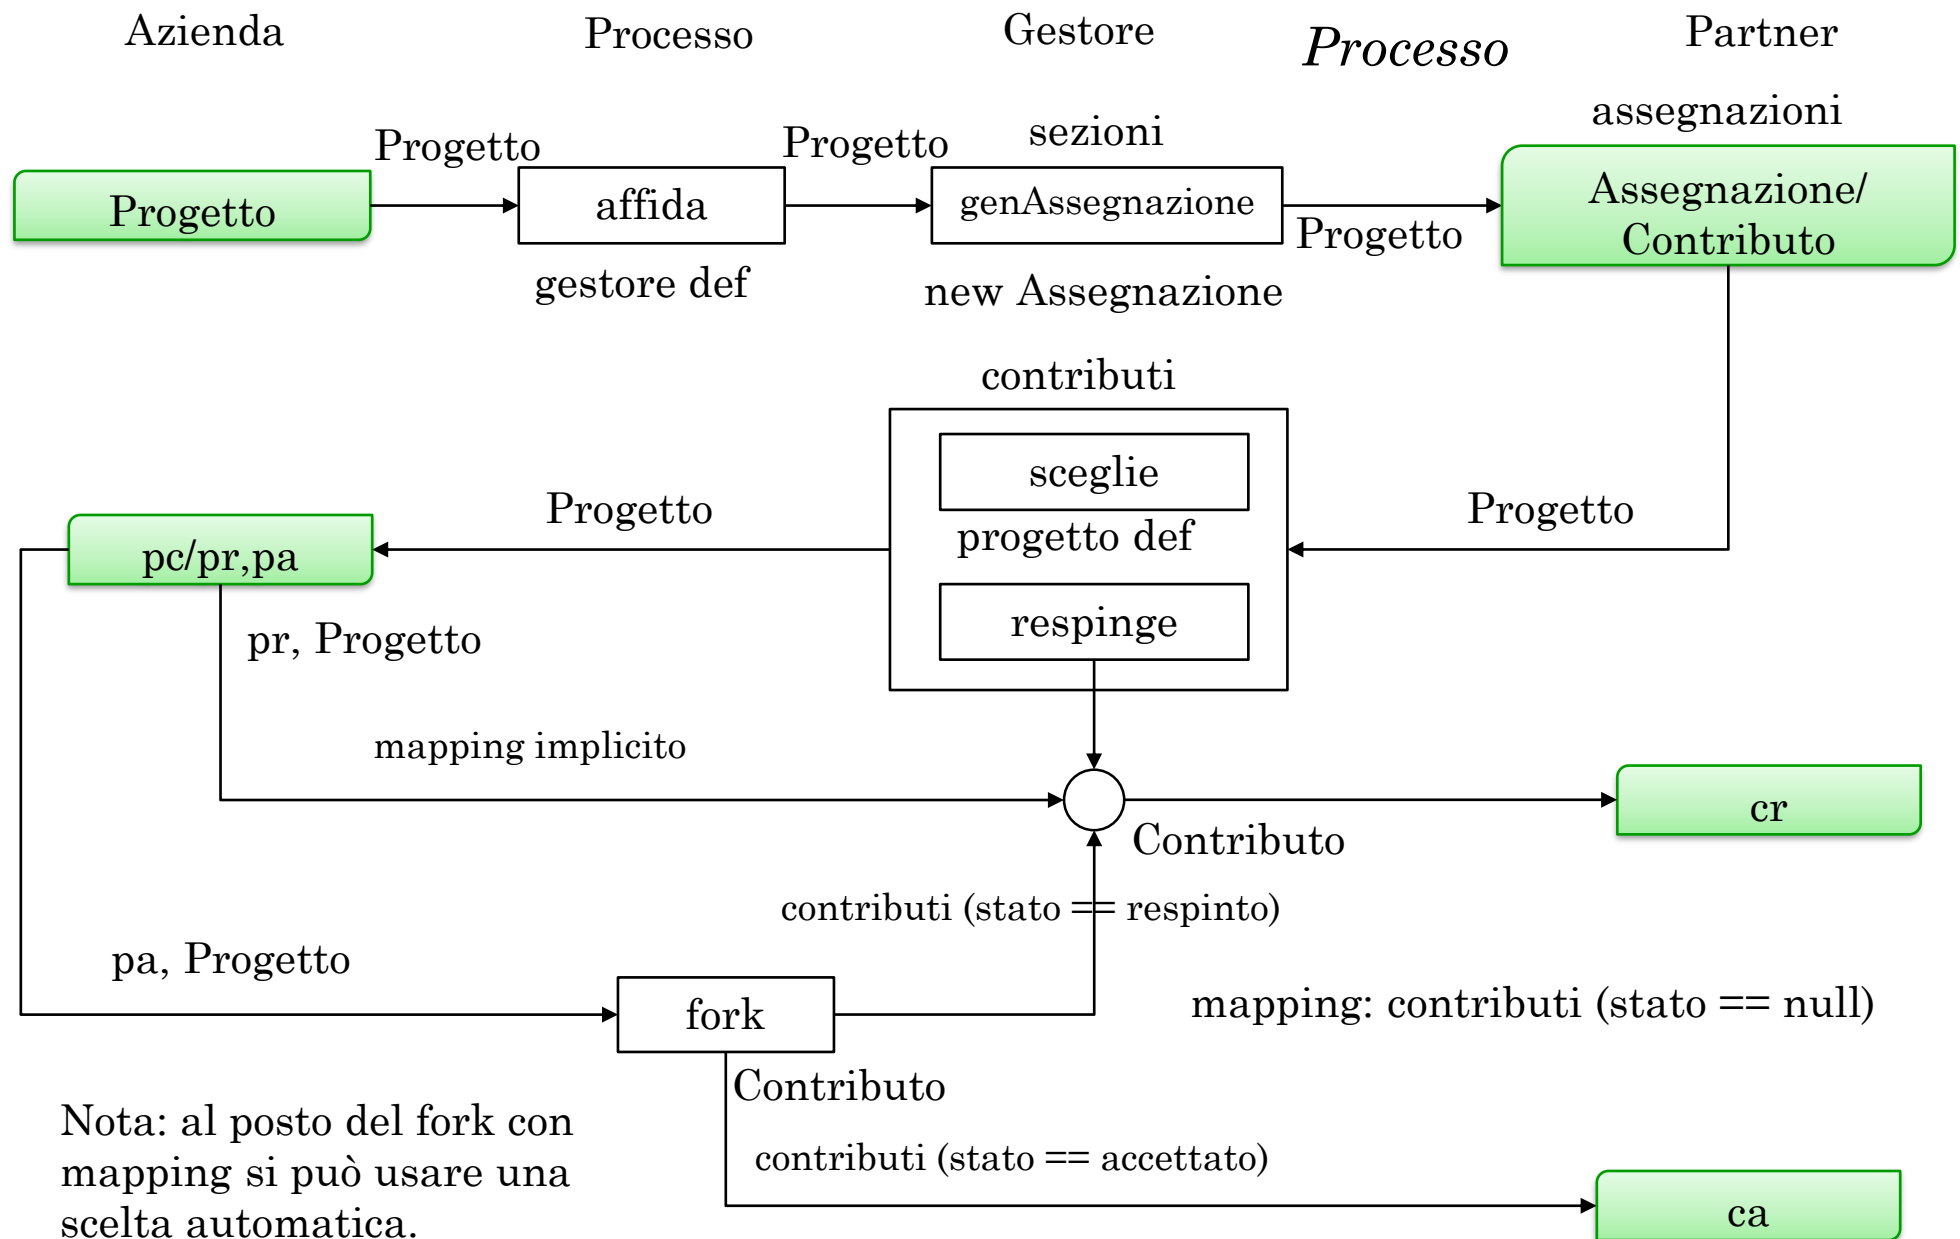 Azienda
Processo
Gestore
Processo
Partner
assegnazioni
Progetto
Progetto
sezioni
Progetto
affida
genAssegnazione
Assegnazione/
Contributo
Progetto
gestore def
new Assegnazione
contributi
sceglie
Progetto
Progetto
progetto def
pc/pr,pa
respinge
pr, Progetto
mapping implicito
cr
Contributo
contributi (stato == respinto)
pa, Progetto
fork
mapping: contributi (stato == null)
Contributo
Nota: al posto del fork con
mapping si può usare una
scelta automatica.
contributi (stato == accettato)
ca